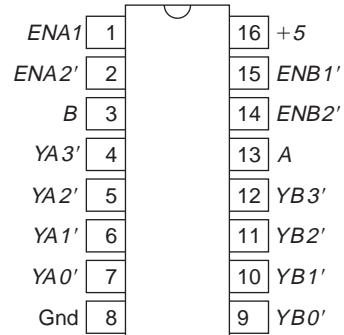 ENA1 1 16 +5
ENA2' 2 15 ENB1'
B 3 14 ENB2'
YA3' 4 13 A
YA2' 5 12 YB3'
YA1' 6 11 YB2'
YA0' 7 10 YB1'
Gnd 8 9 YB0'